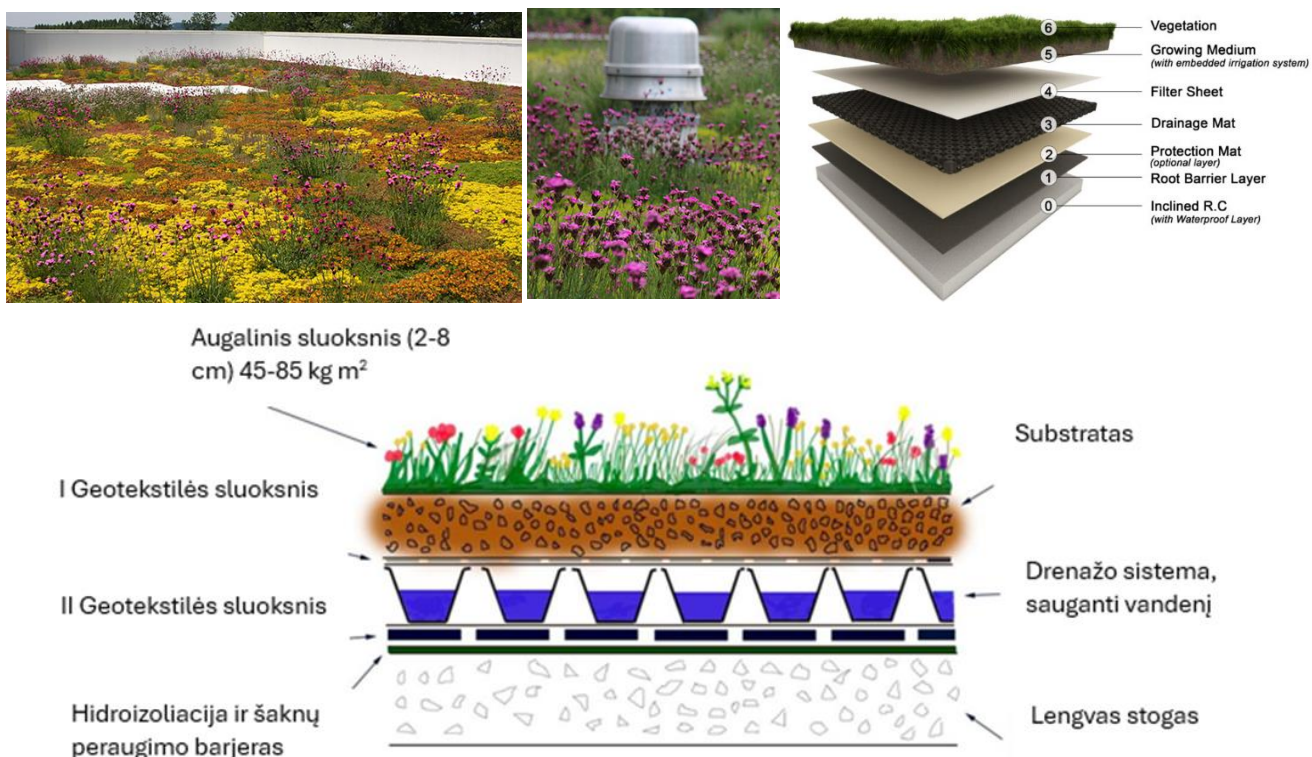 6 Vegetation
5 Growing Medium
(with embedded irrigation system)
4 Filter Sheet
3 Drainage Mat
2 Protection Mat
(optional layer)
1 Root Barrier Layer
0 Inclined R.C
(with Waterproof Layer)
Augalinis sluoksnis (2-8
cm) 45-85 kg m²
Substratas
I Geotekstilės sluoksnis
Drenažo sistema,
sauganti vandenį
II Geotekstilės sluoksnis
Hidroizoliacija ir šaknų
peraugimo barjeras
Lengvas stogas